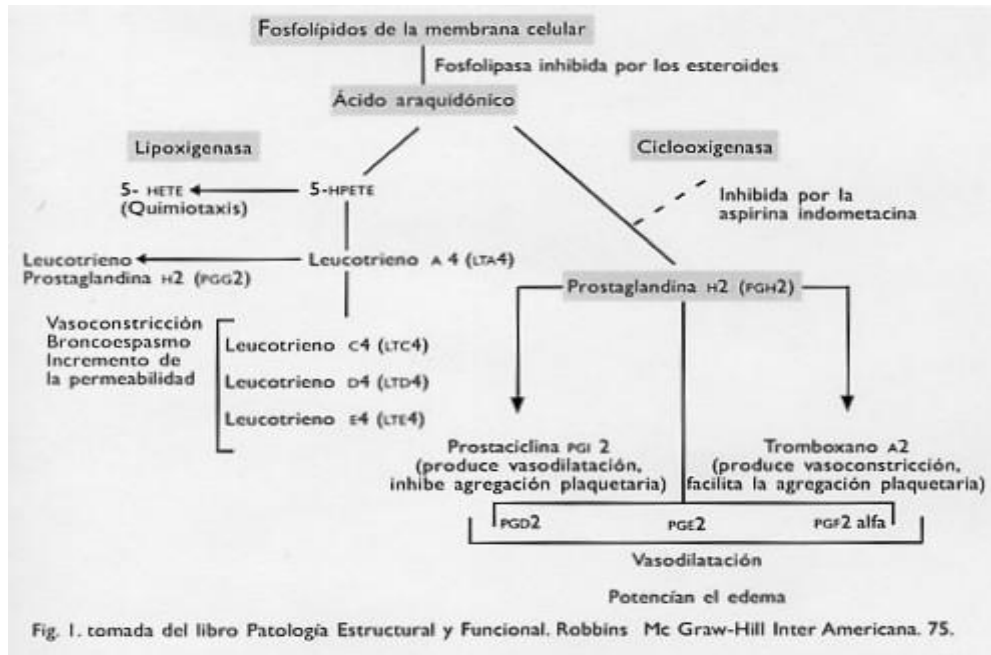 Fosfolípidos de la membrana celular
Fosfolipasa inhibida por los esteroides
Ácido araquidónico
Lipoxigenasa
Ciclooxigenasa
5- HETE
(Quimiotaxis)
5-HPETE
Inhibida por la
aspirina indometacina
Leucotrieno
Prostaglandina H2 (PGG2)
Leucotrieno A 4 (LTA4)
Prostaglandina H2 (PGH2)
Vasoconstricción
Broncoespasmo
Incremento de
la permeabilidad
Leucotrieno C4 (LTC4)
Leucotrieno D4 (LTD4)
Leucotrieno E4 (LTE4)
Prostaciclina PGI 2
(produce vasodilatación,
inhibe agregación plaquetaria)
Tromboxano A2
(produce vasoconstricción,
facilita la agregación plaquetaria)
PGD2
PGE2
PGF2 alfa
Vasodilatación
Potencían el edema
Fig. 1. tomada del libro Patología Estructural y Funcional. Robbins Mc Graw-Hill Inter Americana. 75.